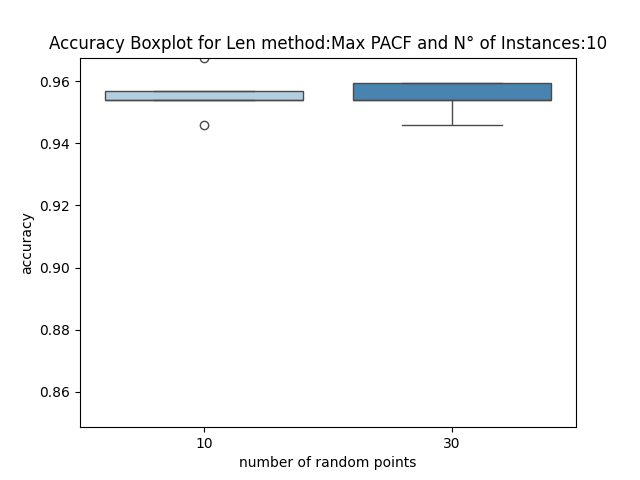 Accuracy Boxplot for Len method:Max PACF and N° of Instances:10
0.96
0.94
0.92
0.90
0.88
0.86
accuracy
10 30
number of random points